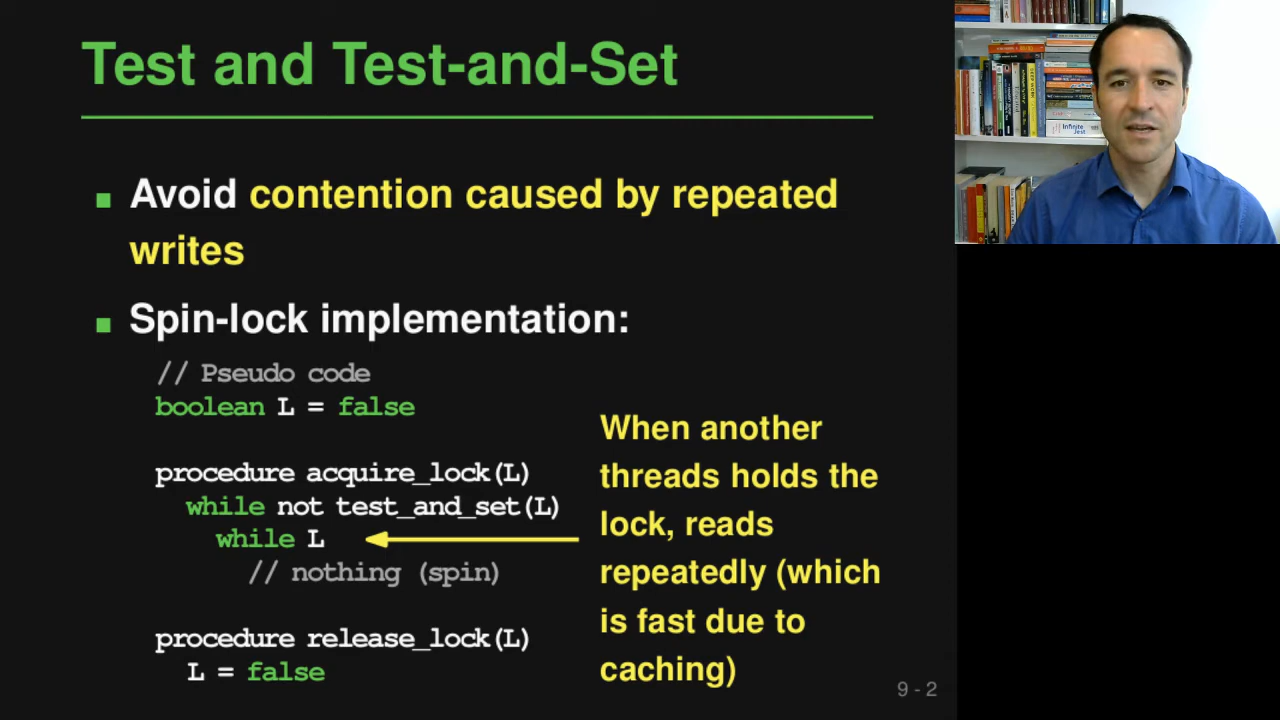 Test and Test-and-Set
Avoid contention caused by repeated
writes
Spin-lock implementation:
// Pseudo code
boolean L = false
procedure acquire_lock(L)
while not test_and_set(L)
while L
// nothing (spin)
procedure release_lock(L)
L = false
When another
threads holds the
lock, reads
repeatedly (which
is fast due to
caching)
9 - 2
Infinite
Jest